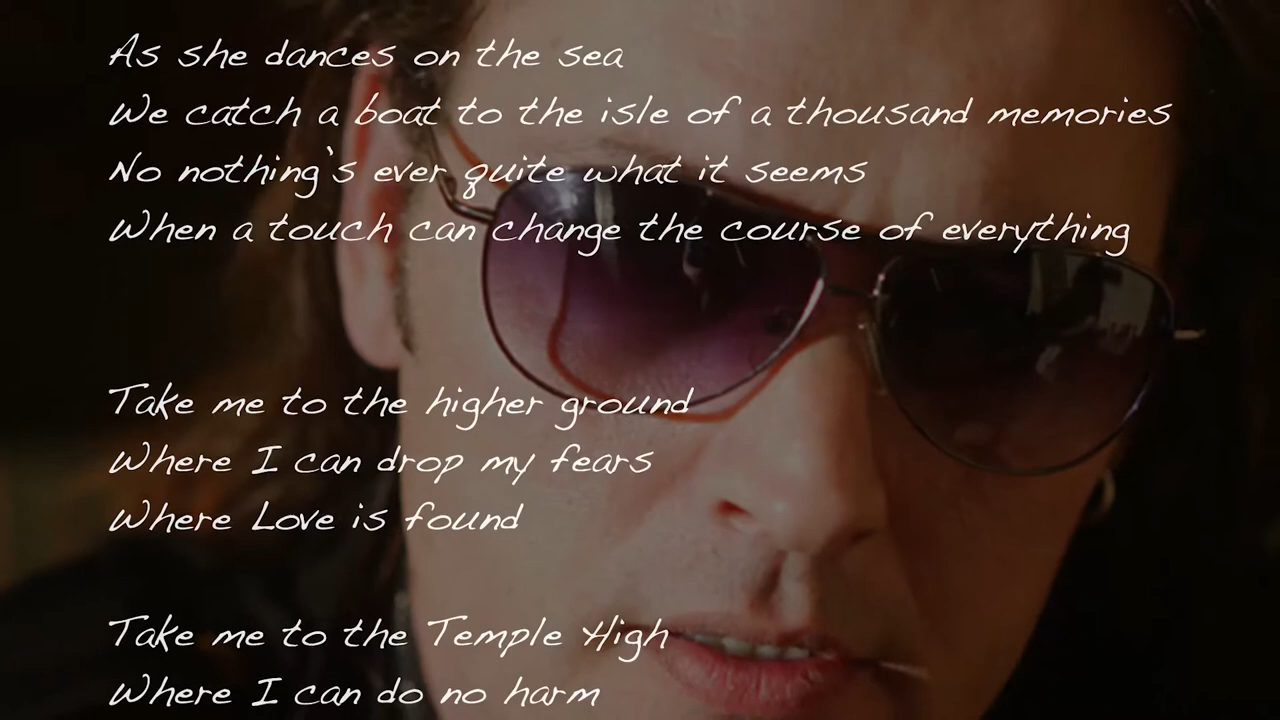 As she dances on the sea
We catch a boat to the isle of a thousand memories
No nothing's ever quite what it seems
When a touch can change the course of everything
Take me to the higher ground
Where I can drop my fears
Where Love is found
Take me to the Temple High
Where I can do no harm